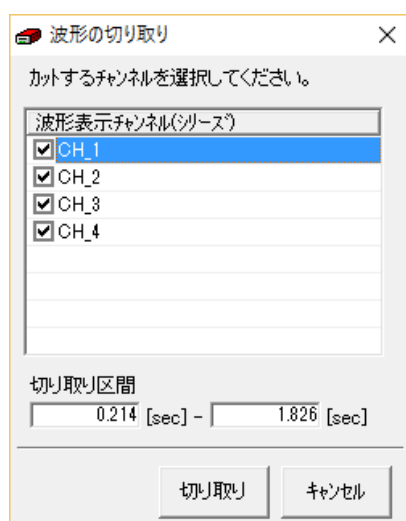 波形の切り取り
カットするチャンネルを選択してください。
波形表示チャンネル(シリーズ)
CH_1
CH_2
CH_3
CH_4
切り取り区間
0.214 [sec] - 1.826 [sec]
切り取り キャンセル